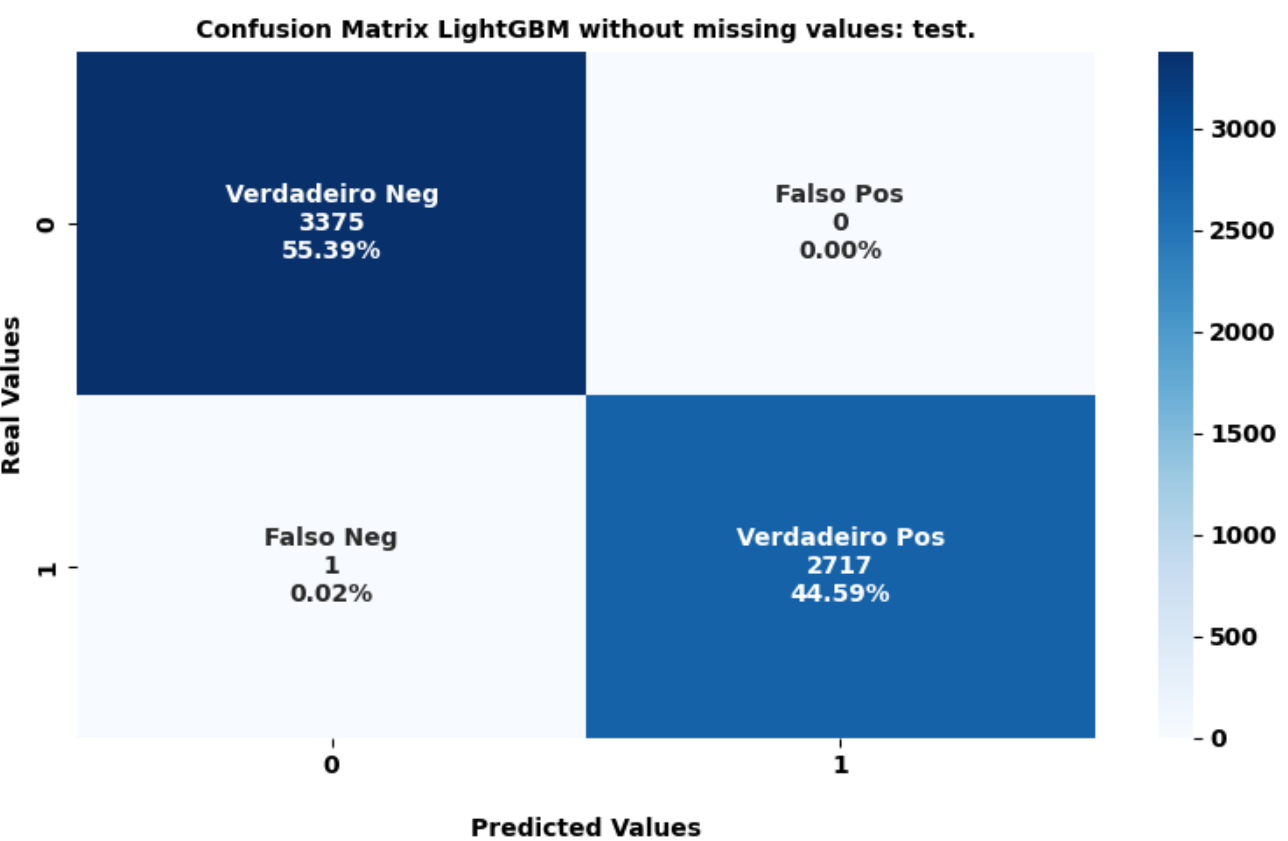 Confusion Matrix LightGBM without missing values: test.
Verdadeiro Neg
3375
55.39%
Falso Pos
0
0.00%
Falso Neg
1
0.02%
Verdadeiro Pos
2717
44.59%
0
1
Real Values
0
1
Predicted Values
3000
2500
2000
1500
1000
500
0